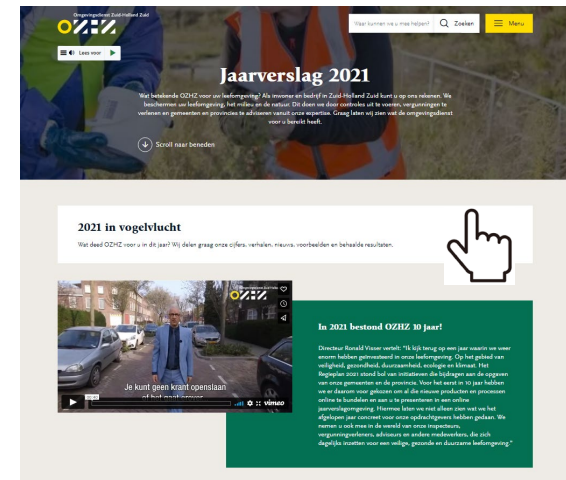 Omgevingsdienst Zuid-Holland Zuid
OZHZ
Waar kunnen we u mee helpen?
Zoeken
Menu
Lees voor
Jaarverslag 2021
Wat betekende OZHZ voor uw leefomgeving? Als inwoner en bedrijf in Zuid-Holland Zuid kunt u op ons rekenen. We
beschermen uw leefomgeving, het milieu en de natuur. Dit doen we door controles uit te voeren, vergunningen te
verlenen en gemeenten en provincies te adviseren vanuit onze expertise. Graag laten wij zien wat de omgevingsdienst
voor u bereikt heeft.
Scroll naar beneden
2021 in vogelvlucht
Wat deed OZHZ voor u in dit jaar? Wij delen graag onze cijfers, verhalen, nieuws, voorbeelden en behaalde resultaten.
OZHZ
Je kunt geen krant openslaan
of het gaat erover
vimeo
In 2021 bestond OZHZ 10 jaar!
Directeur Ronald Visser vertelt: "Ik kijk terug op een jaar waarin we weer
enorm hebben geïnvesteerd in onze leefomgeving. Op het gebied van
veiligheid, gezondheid, duurzaamheid, ecologie en klimaat. Het
Regieplan 2021 stond bol van initiatieven die bijdragen aan de opgaven
van onze gemeenten en de provincie. Voor het eerst in 10 jaar hebben
we er daarom voor gekozen om al die nieuwe producten en processen
online te bundelen en aan u te presenteren in een online
jaarverslagomgeving. Hiermee laten we niet alleen zien wat we het
afgelopen jaar concreet voor onze opdrachtgevers hebben gedaan. We
nemen u ook mee in de wereld van onze inspecteurs,
vergunningverleners, adviseurs en andere medewerkers, die zich
dagelijks inzetten voor een veilige, gezonde en duurzame leefomgeving."